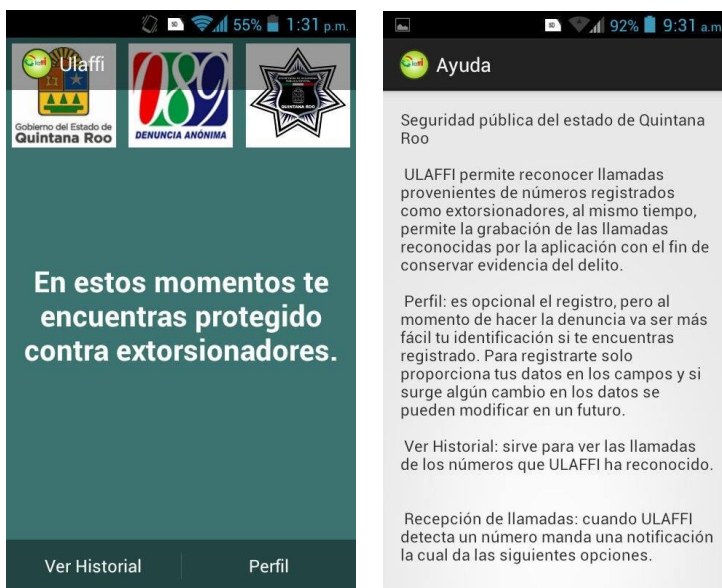 55% 1:31 p.m.
Ulaffi
Gobierno del Estado de
Quintana Roo
089
DENUNCIA ANÓNIMA
QUINTANA ROO
En estos momentos te
encuentras protegido
contra extorsionadores.
Ver Historial Perfil
92% 9:31 a.m
Ayuda
Seguridad pública del estado de Quintana
Roo
ULAFFI permite reconocer llamadas
provenientes de números registrados
como extorsionadores, al mismo tiempo,
permite la grabación de las llamadas
reconocidas por la aplicación con el fin de
conservar evidencia del delito.
Perfil: es opcional el registro, pero al
momento de hacer la denuncia va ser más
fácil tu identificación si te encuentras
registrado. Para registrarte solo
proporciona tus datos en los campos y si
surge algún cambio en los datos se
pueden modificar en un futuro.
Ver Historial: sirve para ver las llamadas
de los números que ULAFFI ha reconocido.
Recepción de llamadas: cuando ULAFFI
detecta un número manda una notificación
la cual da las siguientes opciones.